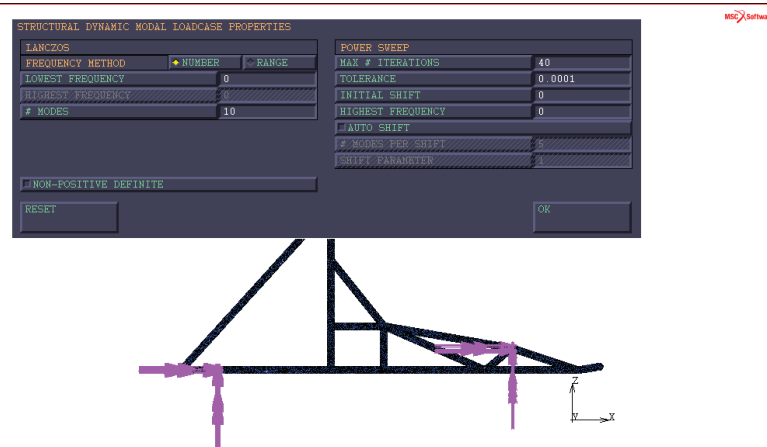 MSC Software
STRUCTURAL DYNAMIC MODAL LOADCASE PROPERTIES
LANCZOS
FREQUENCY METHOD NUMBER RANGE
LOWEST FREQUENCY 0
HIGHEST FREQUENCY 0
# MODES 10
NON-POSITIVE DEFINITE
RESET
POWER SWEEP
MAX # ITERATIONS 40
TOLERANCE 0.0001
INITIAL SHIFT 0
HIGHEST FREQUENCY 0
AUTO SHIFT
# MODES PER SHIFT 5
SHIFT PARAMETER 1
OK
Z
Y X